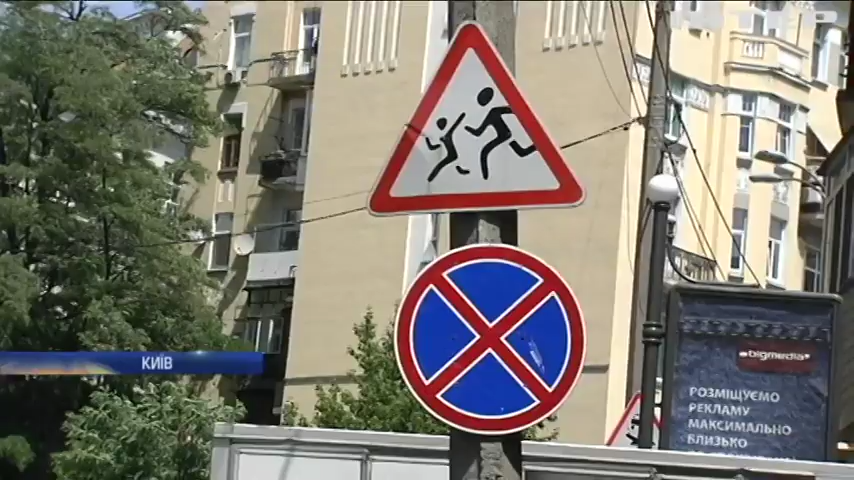 КИЇВ
bigmedia
РОЗМІЩУЄМО
РЕКЛАМУ
МАКСИМАЛЬНО
БЛИЗЬКО